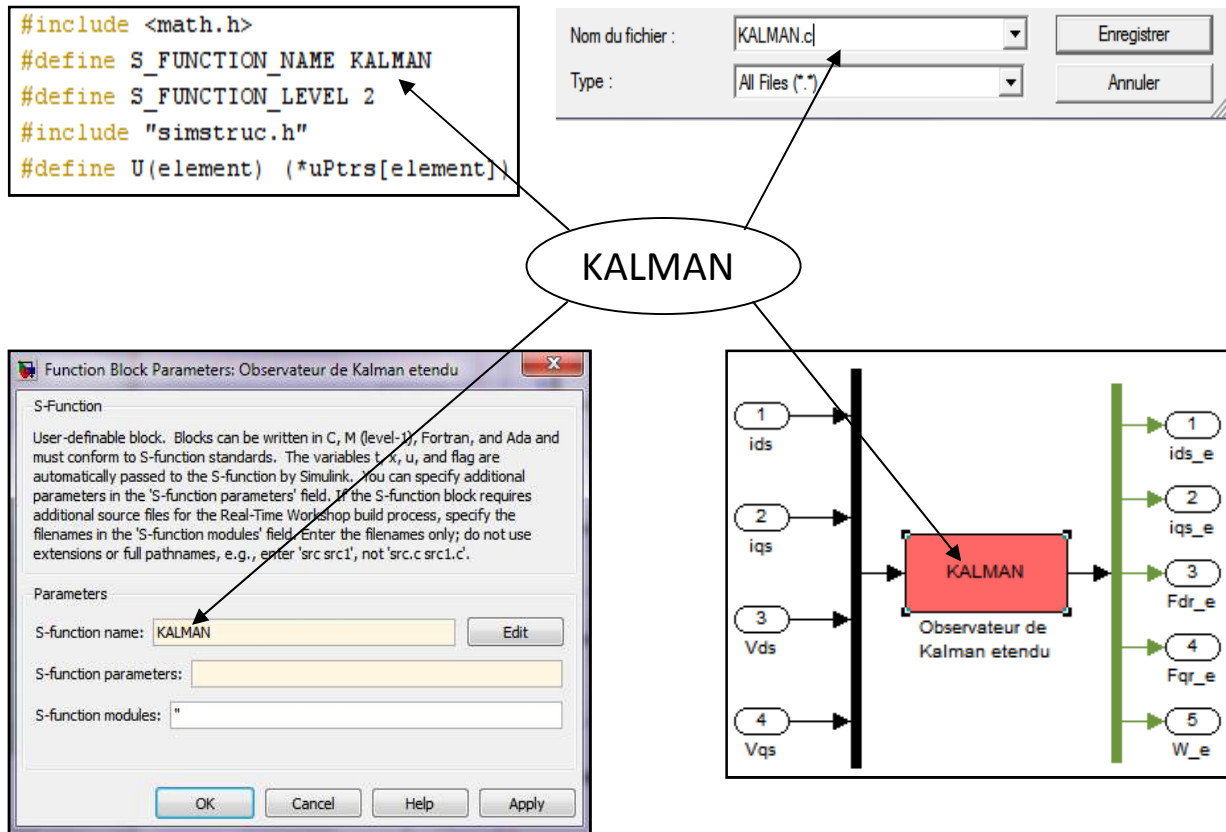 #include <math.h>
#define S_FUNCTION_NAME KALMAN
#define S_FUNCTION_LEVEL 2
#include "simstruc.h"
#define U(element) (*uPtrs[element])
Nom du fichier :
KALMAN.c
Enregistrer
Type :
All Files (*.*)
Annuler
KALMAN
Function Block Parameters: Observateur de Kalman etendu
S-Function
User-definable block. Blocks can be written in C, M (level-1), Fortran, and Ada and
must conform to S-function standards. The variables t, x, u, and flag are
automatically passed to the S-function by Simulink. You can specify additional
parameters in the 'S-function parameters' field. If the S-function block requires
additional source files for the Real-Time Workshop build process, specify the
filenames in the 'S-function modules' field. Enter the filenames only; do not use
extensions or full pathnames, e.g., enter 'src src1', not 'src.c src1.c'.
Parameters
S-function name: KALMAN
Edit
S-function parameters:
S-function modules: ''
OK
Cancel
Help
Apply
1
ids
2
iqs
3
Vds
4
Vqs
KALMAN
Observateur de
Kalman etendu
1
ids_e
2
iqs_e
3
Fdr_e
4
Fqr_e
5
W_e